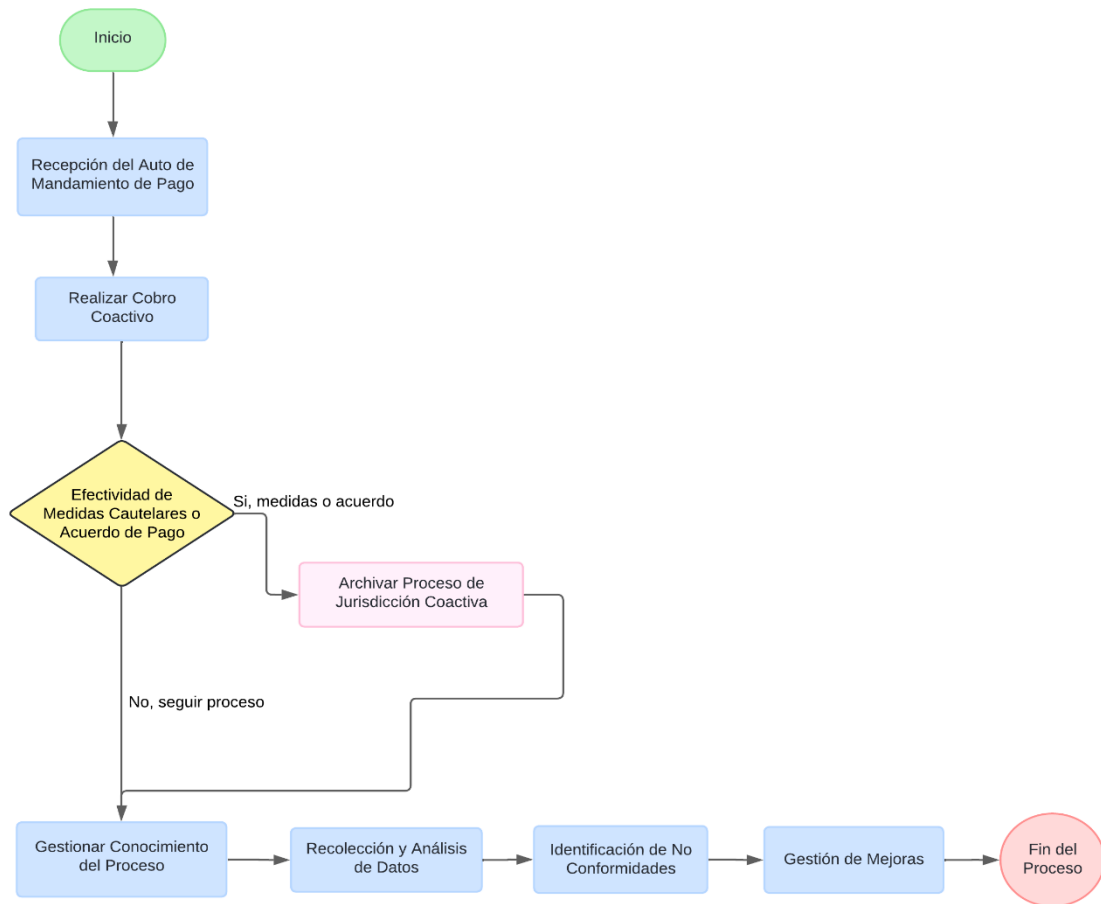 Inicio
Recepción del Auto de
Mandamiento de Pago
Realizar Cobro
Coactivo
Efectividad de
Medidas Cautelares o
Acuerdo de Pago
Si, medidas o acuerdo
Archivar Proceso de
Jurisdicción Coactiva
No, seguir proceso
Gestionar Conocimiento
del Proceso
Recolección y Análisis
de Datos
Identificación de No
Conformidades
Gestión de Mejoras
Fin del
Proceso